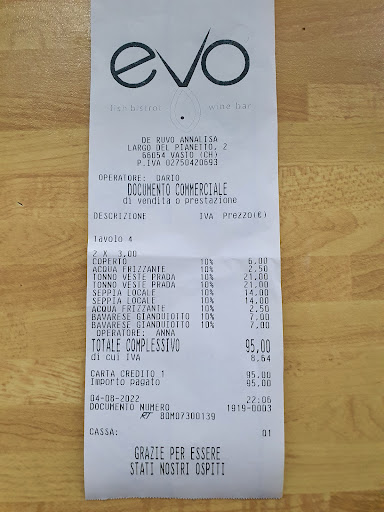 evo
fish bistrot wine bar
DE RUVO ANNALISA
LARGO DEL PIANETTO, 2
66054 VASTO (CH)
P.IVA 02750420693
OPERATORE: DARIO
DOCUMENTO COMMERCIALE
di vendita o prestazione
DESCRIZIONE IVA Prezzo(€)
Tavolo 4
2 X 3,00
COPERTO 10% 6,00
ACQUA FRIZZANTE 10% 2,50
TONNO VESTE PRADA 10% 21,00
TONNO VESTE PRADA 10% 21,00
SEPPIA LOCALE 10% 14,00
SEPPIA LOCALE 10% 14,00
ACQUA FRIZZANTE 10% 2,50
BAVARESE GIANDUIOTTO 10% 7,00
BAVARESE GIANDUIOTTO 10% 7,00
OPERATORE: ANNA
TOTALE COMPLESSIVO 95,00
di cui IVA 8,64
CARTA CREDITO 1 95,00
Importo pagato 95,00
04-08-2022 22:06
DOCUMENTO NUMERO 1919-0003
RT 80M07300139
CASSA: 01
GRAZIE PER ESSERE
STATI NOSTRI OSPITI